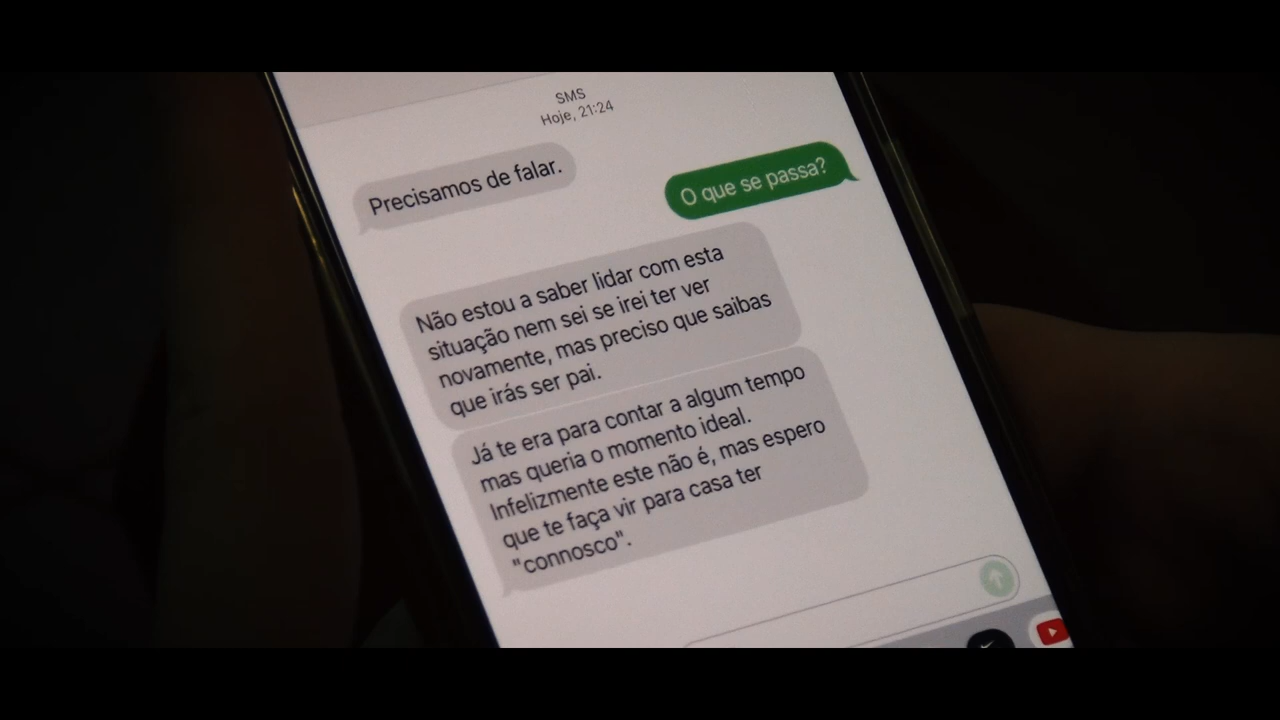 SMS
Hoje, 21:24
Precisamos de falar.
O que se passa?
Não estou a saber lidar com esta
situação nem sei se irei ter ver
novamente, mas preciso que saibas
que irás ser pai.
Já te era para contar a algum tempo
mas queria o momento ideal.
Infelizmente este não é, mas espero
que te faça vir para casa ter
"connosco".